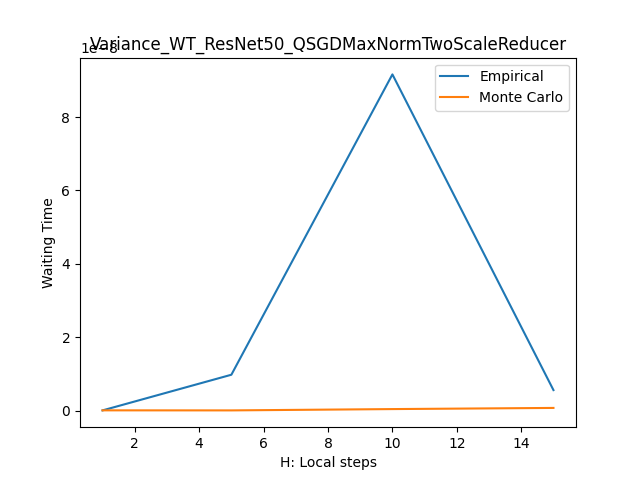 Variance_WT_ResNet50_QSGDMaxNormTwoScaleReducer
Empirical
Monte Carlo
8
6
4
2
0
Waiting Time
2 4 6 8 10 12 14
H: Local steps